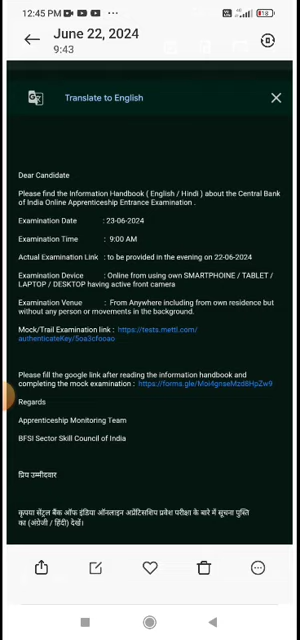 12:45 PM
18
June 22, 2024
9:43
Translate to English
Dear Candidate
Please find the Information Handbook ( English / Hindi ) about the Central Bank
of India Online Apprenticeship Entrance Examination .
Examination Date : 23-06-2024
Examination Time : 9:00 AM
Actual Examination Link : to be provided in the evening on 22-06-2024
Examination Device : Online from using own SMARTPHOINE / TABLET /
LAPTOP / DESKTOP having active front camera
Examination Venue : From Anywhere including from own residence but
without any person or movements in the background.
Mock/Trail Examination link : https://tests.mettl.com/
authenticateKey/5oa3cfooao
Please fill the google link after reading the information handbook and
completing the mock examination : https://forms.gle/Moi4gnseMzd8HpZw9
Regards
Apprenticeship Monitoring Team
BFSI Sector Skill Council of India
प्रिय उम्मीदवार
कृपया सेंट्रल बैंक ऑफ इंडिया ऑनलाइन अप्रेंटिसशिप प्रवेश परीक्षा के बारे में सूचना पुस्ति
का (अंग्रेजी / हिंदी) देखें।